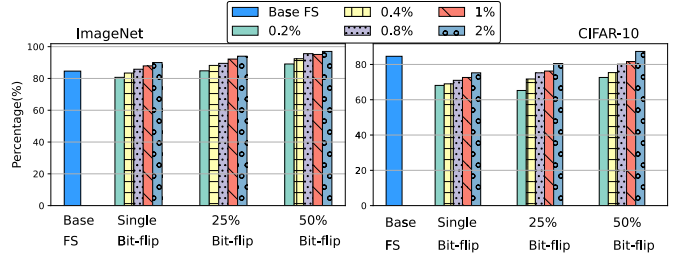 ImageNet
Base FS 0.4% 1%
0.2% 0.8% 2%
CIFAR-10
Percentage(%)
100
80
60
40
20
0
Base FS
Single Bit-flip
25% Bit-flip
50% Bit-flip
80
60
40
20
0
Base FS
Single Bit-flip
25% Bit-flip
50% Bit-flip